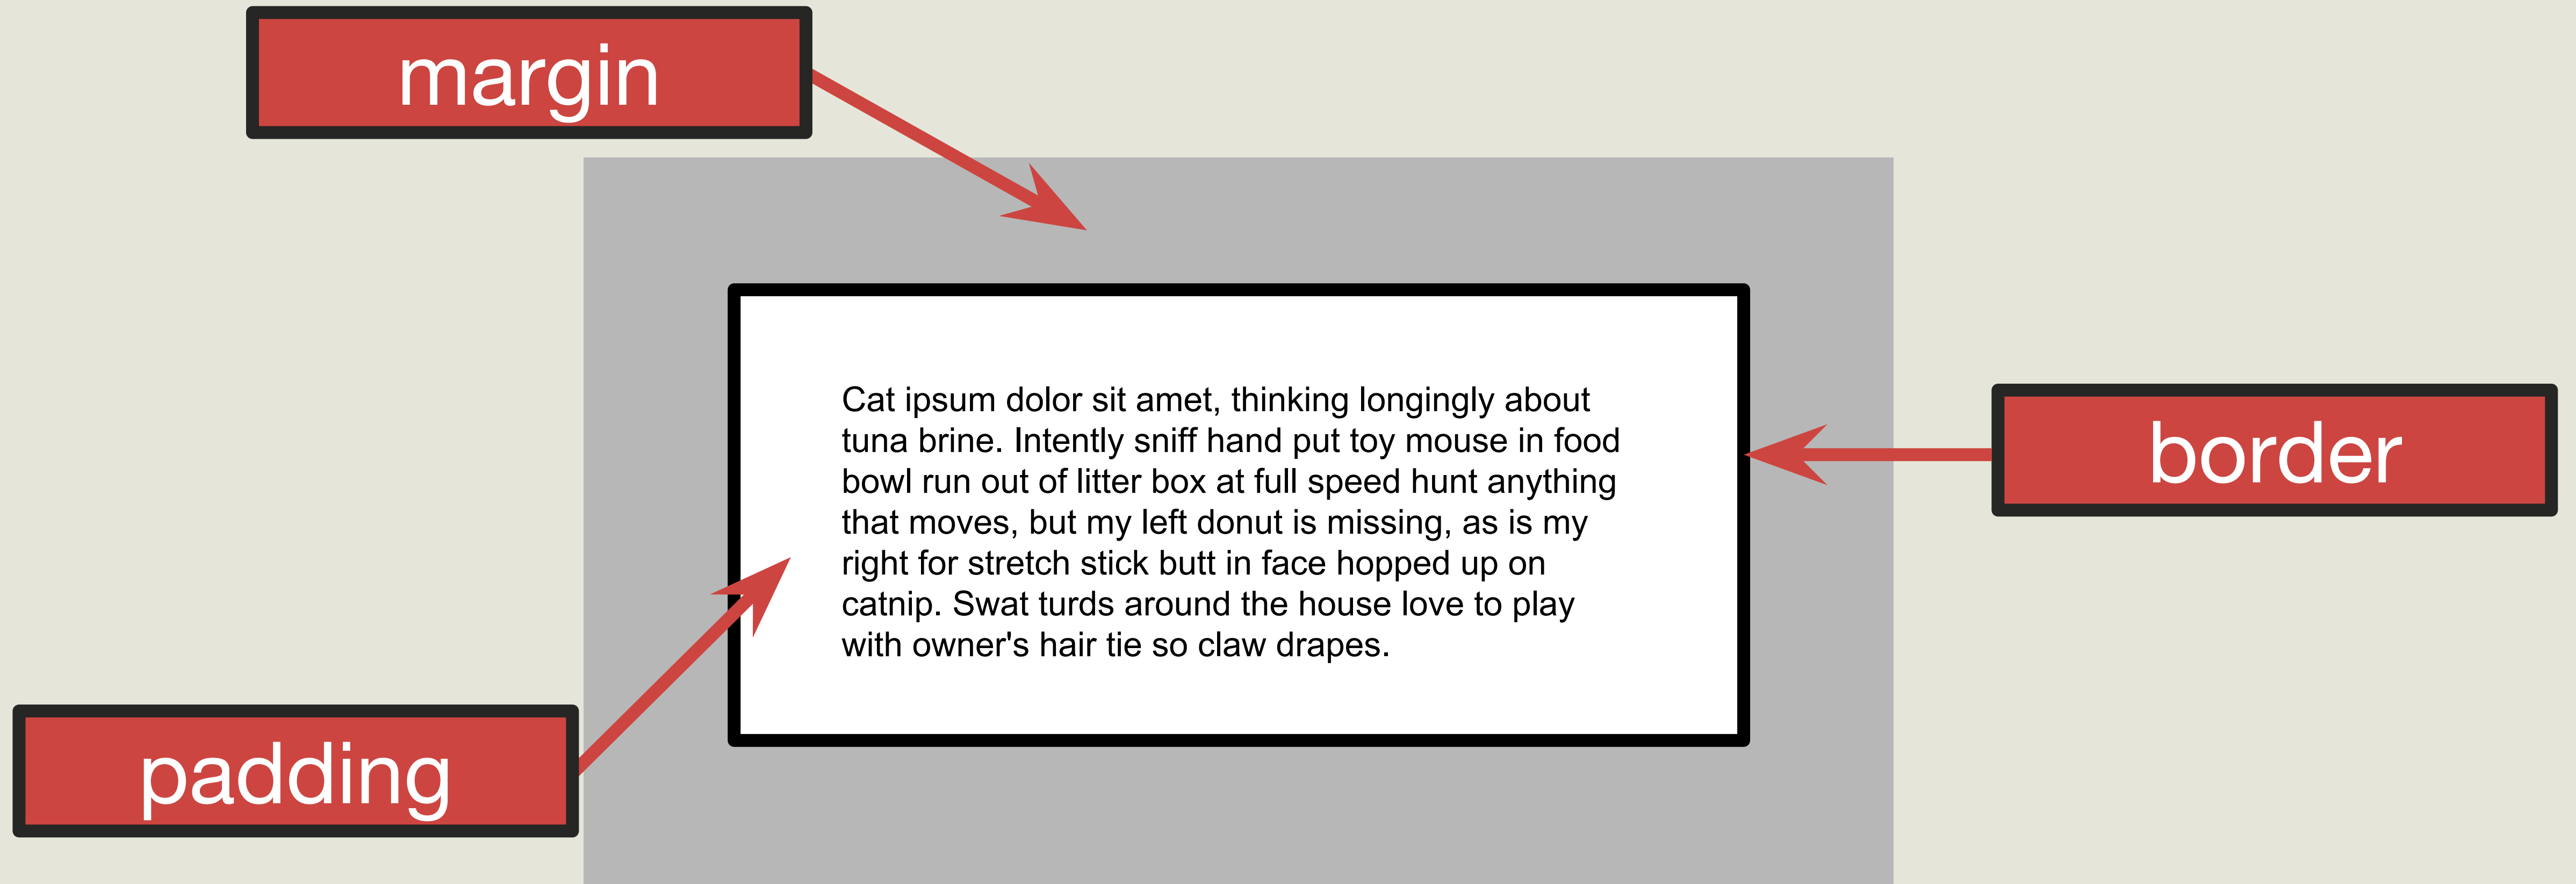 margin
Cat ipsum dolor sit amet, thinking longingly about
tuna brine. Intently sniff hand put toy mouse in food
bowl run out of litter box at full speed hunt anything
that moves, but my left donut is missing, as is my
right for stretch stick butt in face hopped up on
catnip. Swat turds around the house love to play
with owner's hair tie so claw drapes.
border
padding